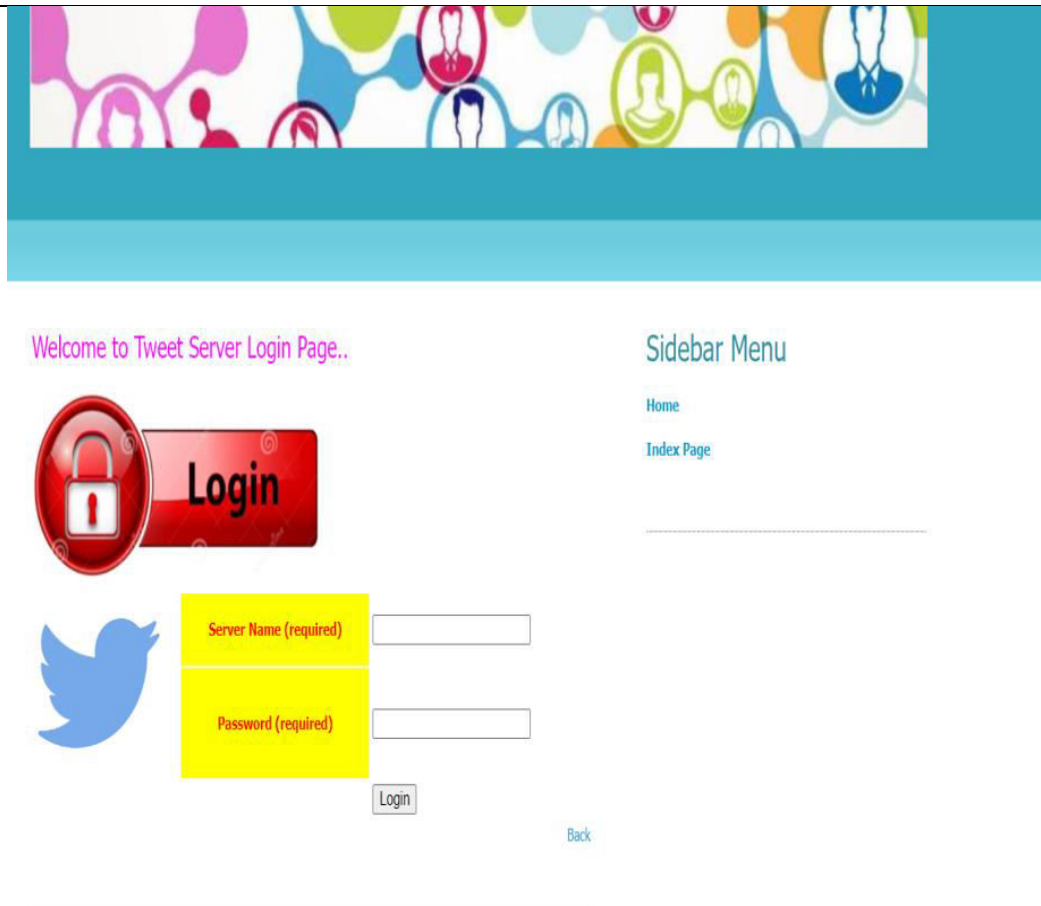 Welcome to Tweet Server Login Page..
Login
Server Name (required)
Password (required)
Login
Back
Sidebar Menu
Home
Index Page